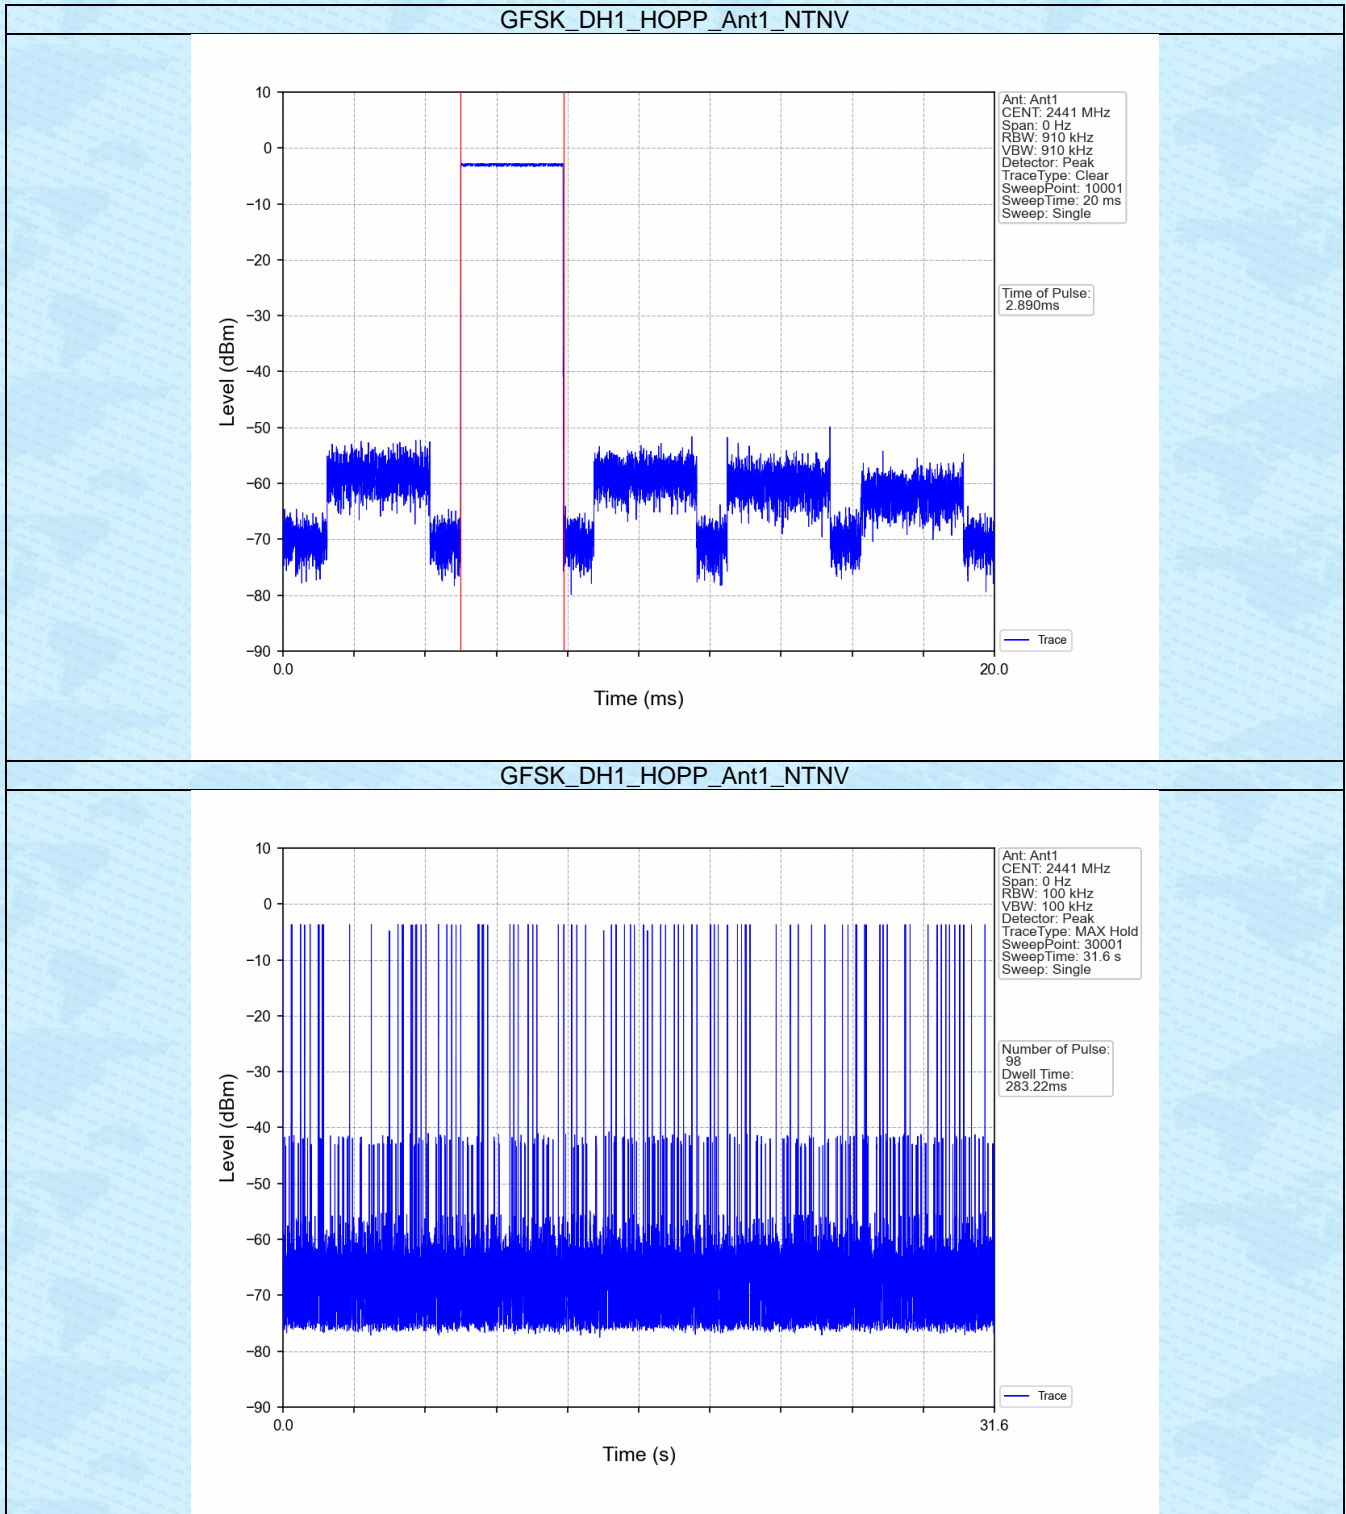 GFSK_DH1_HOPP_Ant1_NTNV
10
0
−10
−20
−30
−40
−50
−60
−70
−80
−90
Level (dBm)
0.0
20.0
Time (ms)
Ant: Ant1
CENT: 2441 MHz
Span: 0 Hz
RBW: 910 kHz
VBW: 910 kHz
Detector: Peak
TraceType: Clear
SweepPoint: 10001
SweepTime: 20 ms
Sweep: Single
Time of Pulse:
2.890ms
Trace
GFSK_DH1_HOPP_Ant1_NTNV
10
0
−10
−20
−30
−40
−50
−60
−70
−80
−90
Level (dBm)
0.0
31.6
Time (s)
Ant: Ant1
CENT: 2441 MHz
Span: 0 Hz
RBW: 100 kHz
VBW: 100 kHz
Detector: Peak
TraceType: MAX Hold
SweepPoint: 30001
SweepTime: 31.6 s
Sweep: Single
Number of Pulse:
98
Dwell Time:
283.22ms
Trace